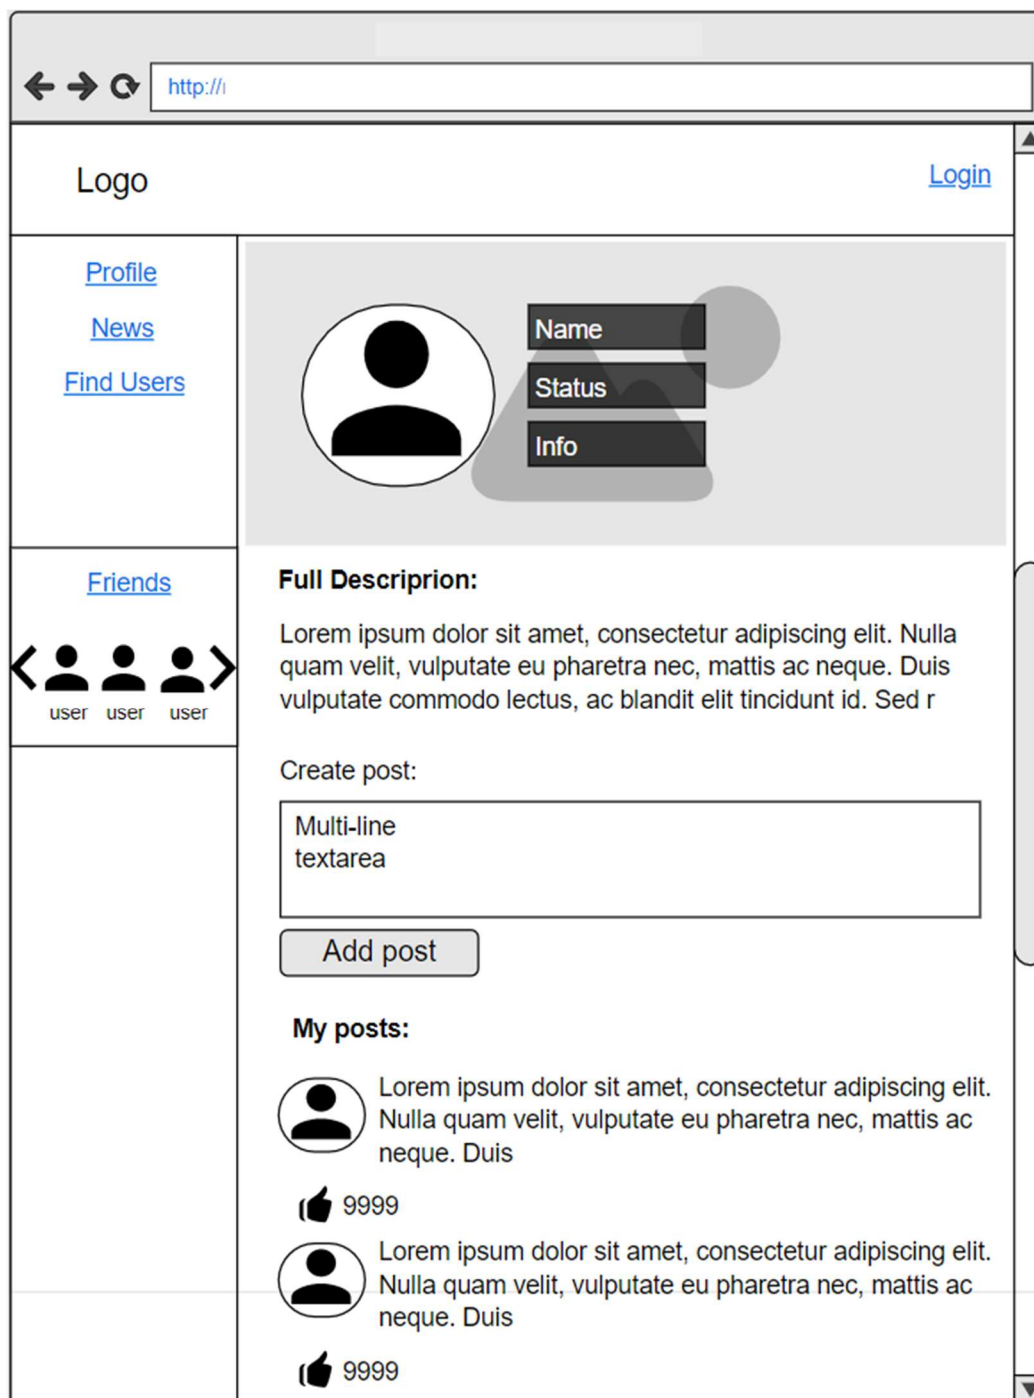 http://
Logo
Login
Profile
News
Find Users
Name
Status
Info
Friends
user user user
Full Descriprion:
Lorem ipsum dolor sit amet, consectetur adipiscing elit. Nulla
quam velit, vulputate eu pharetra nec, mattis ac neque. Duis
vulputate commodo lectus, ac blandit elit tincidunt id. Sed r
Create post:
Multi-line
textarea
Add post
My posts:
Lorem ipsum dolor sit amet, consectetur adipiscing elit.
Nulla quam velit, vulputate eu pharetra nec, mattis ac
neque. Duis
9999
Lorem ipsum dolor sit amet, consectetur adipiscing elit.
Nulla quam velit, vulputate eu pharetra nec, mattis ac
neque. Duis
9999